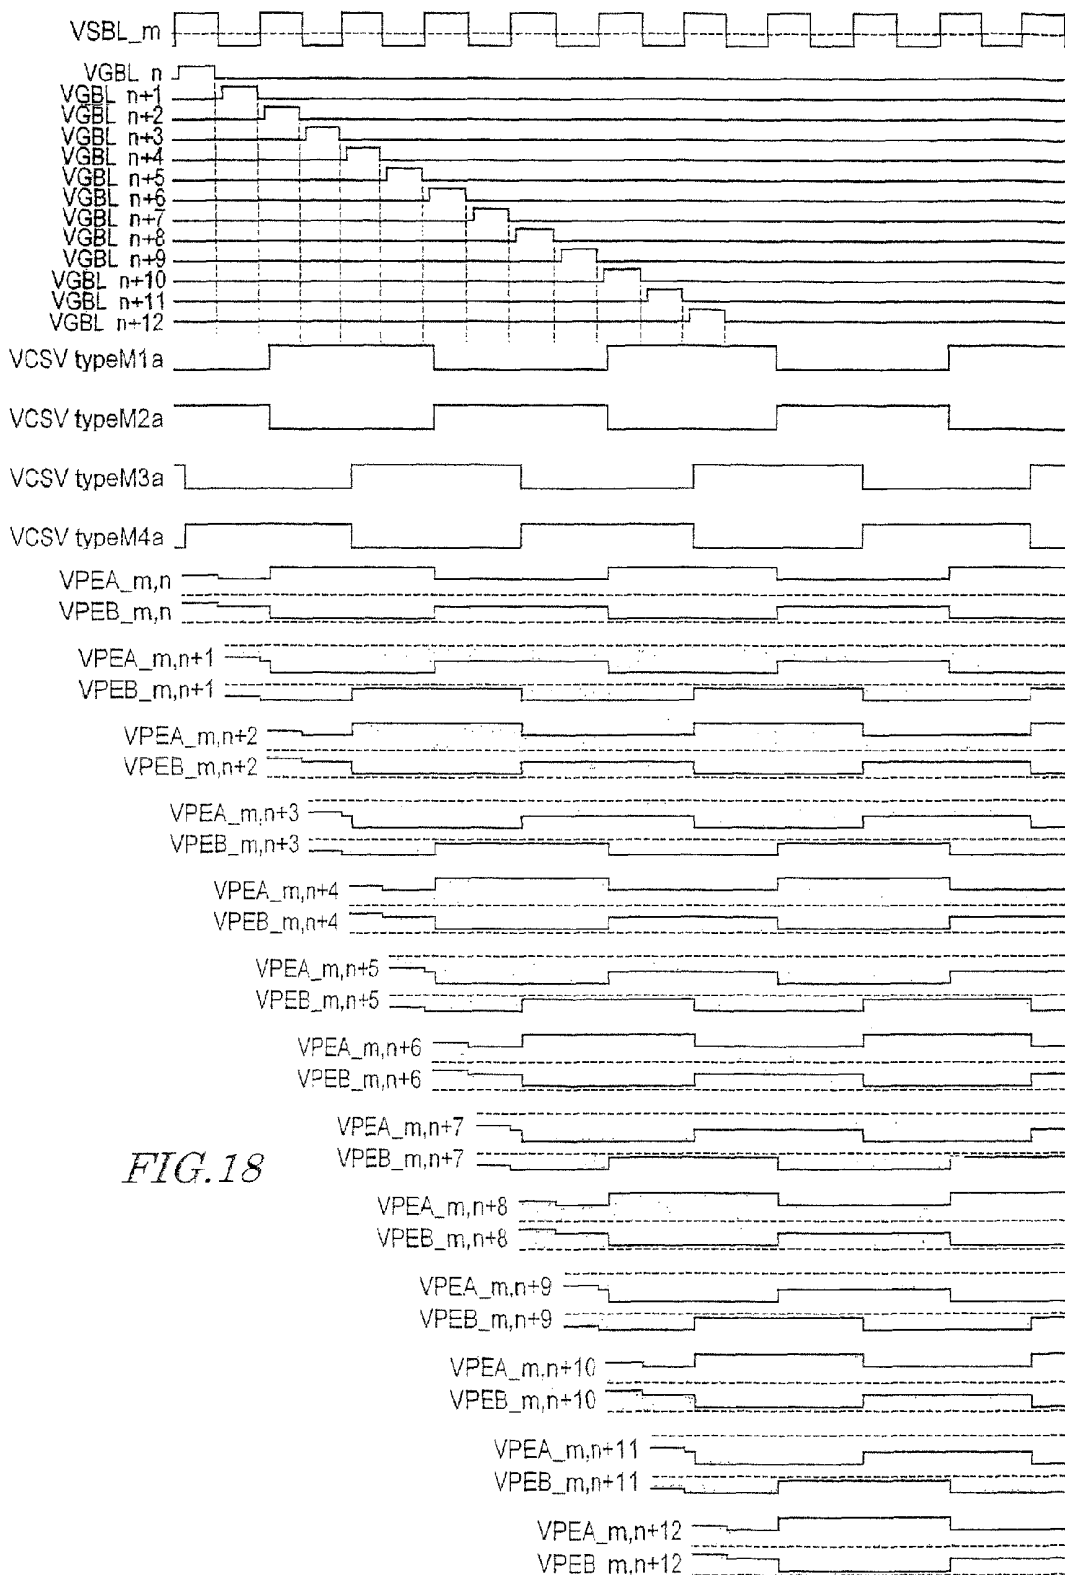 VSBL_m
VGBL n
VGBL n+1
VGBL n+2
VGBL n+3
VGBL n+4
VGBL n+5
VGBL n+6
VGBL n+7
VGBL n+8
VGBL n+9
VGBL n+10
VGBL n+11
VGBL n+12
VCSV typeM1a
VCSV typeM2a
VCSV typeM3a
VCSV typeM4a
VPEA_m,n
VPEB_m,n
VPEA_m,n+1
VPEB_m,n+1
VPEA_m,n+2
VPEB_m,n+2
VPEA_m,n+3
VPEB_m,n+3
VPEA_m,n+4
VPEB_m,n+4
VPEA_m,n+5
VPEB_m,n+5
VPEA_m,n+6
VPEB_m,n+6
VPEA_m,n+7
VPEB_m,n+7
FIG.18
VPEA_m,n+8
VPEB_m,n+8
VPEA_m,n+9
VPEB_m,n+9
VPEA_m,n+10
VPEB_m,n+10
VPEA_m,n+11
VPEB_m,n+11
VPEA_m,n+12
VPEB m,n+12